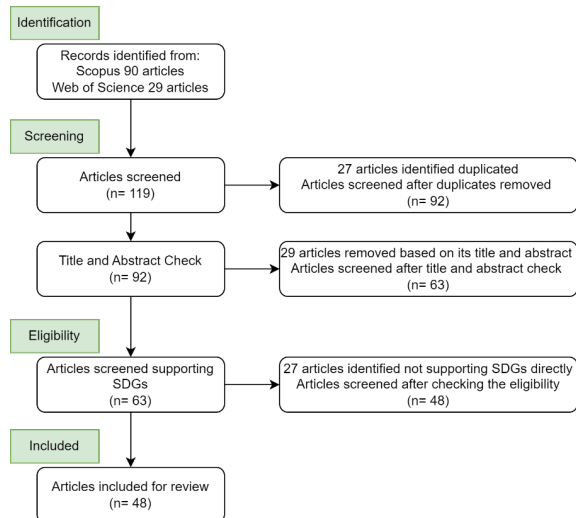 Identification
Records identified from:
Scopus 90 articles
Web of Science 29 articles
Screening
Articles screened
(n= 119)
27 articles identified duplicated
Articles screened after duplicates removed
(n= 92)
Title and Abstract Check
(n= 92)
29 articles removed based on its title and abstract
Articles screened after title and abstract check
(n= 63)
Eligibility
Articles screened supporting
SDGs
(n= 63)
27 articles identified not supporting SDGs directly
Articles screened after checking the eligibility
(n= 48)
Included
Articles included for review
(n= 48)